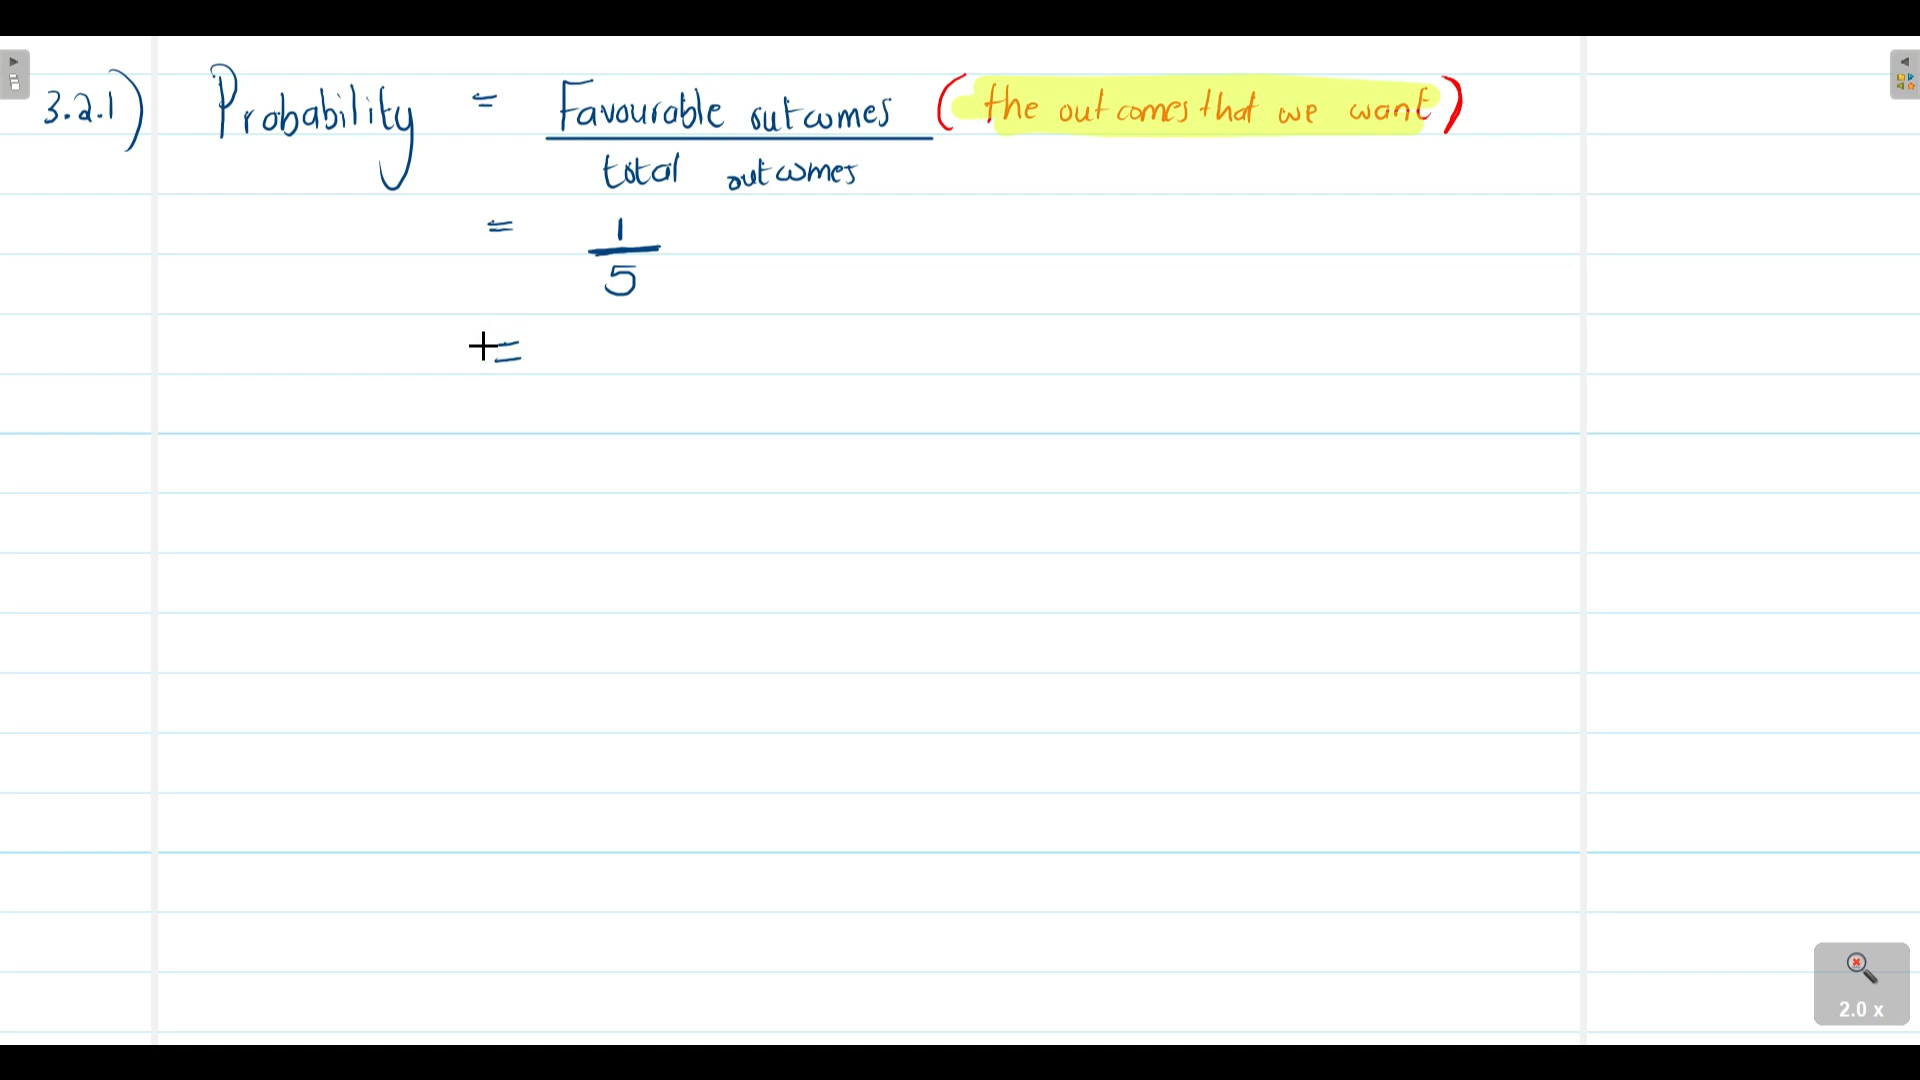 3.2.1) Probability = Favourable outcomes (the outcomes that we want)
total outcomes
= 1
5
=
2.0 x